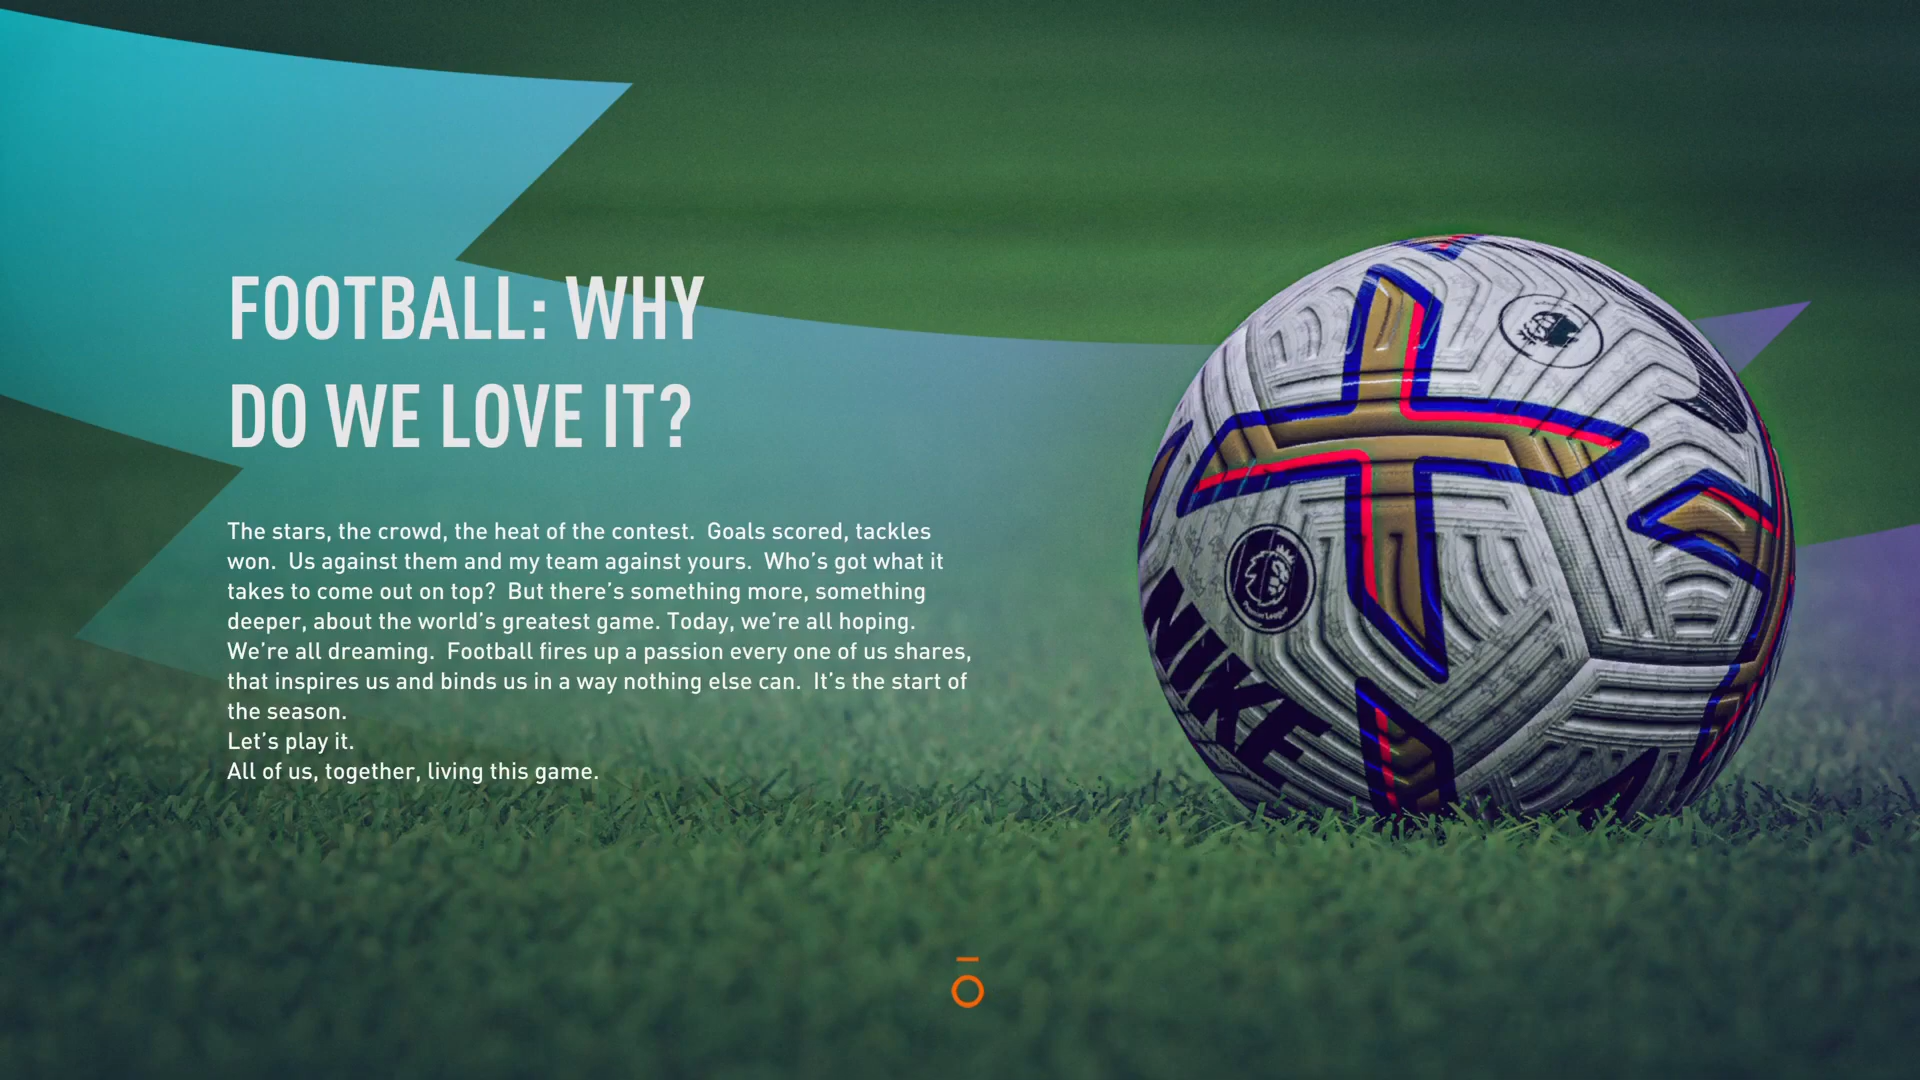 FOOTBALL: WHY
DO WE LOVE IT?
The stars, the crowd, the heat of the contest.  Goals scored, tackles
won.  Us against them and my team against yours.  Who’s got what it
takes to come out on top?  But there’s something more, something
deeper, about the world’s greatest game. Today, we’re all hoping.
We’re all dreaming.  Football fires up a passion every one of us shares,
that inspires us and binds us in a way nothing else can.  It’s the start of
the season.
Let’s play it.
All of us, together, living this game.
Premier League
NIKE